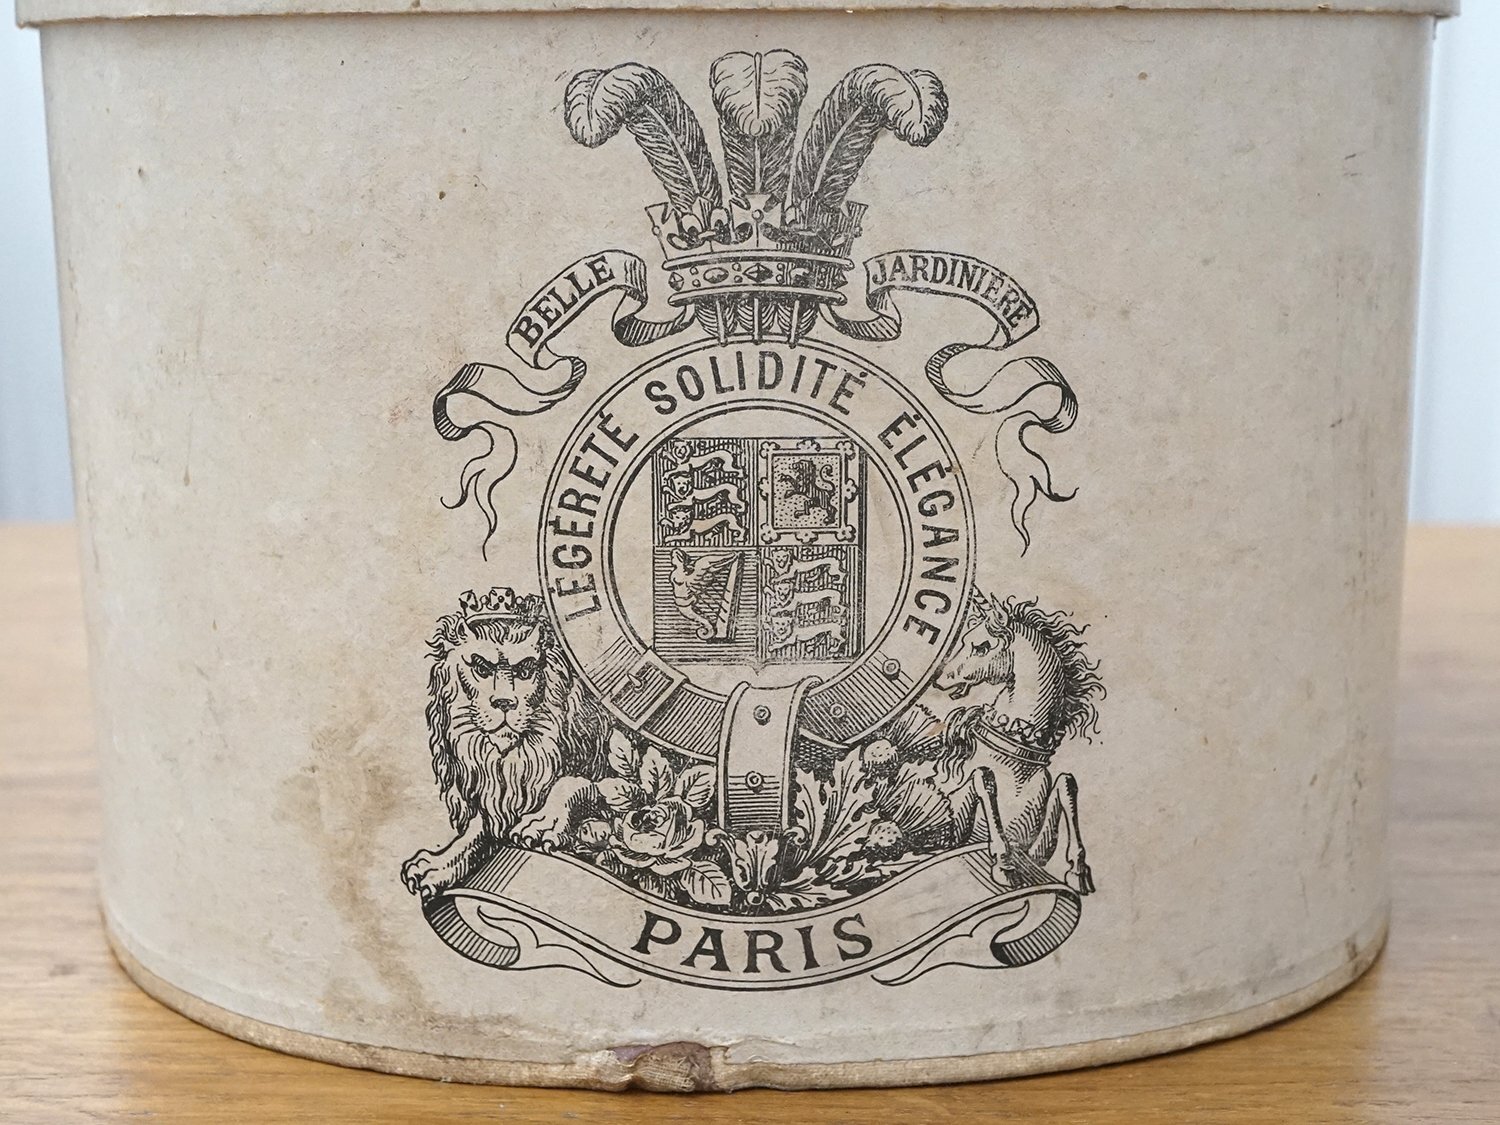 BELLE JARDINIÈRE
LÉGÈRETÉ SOLIDITÉ ÉLÉGANCE
PARIS